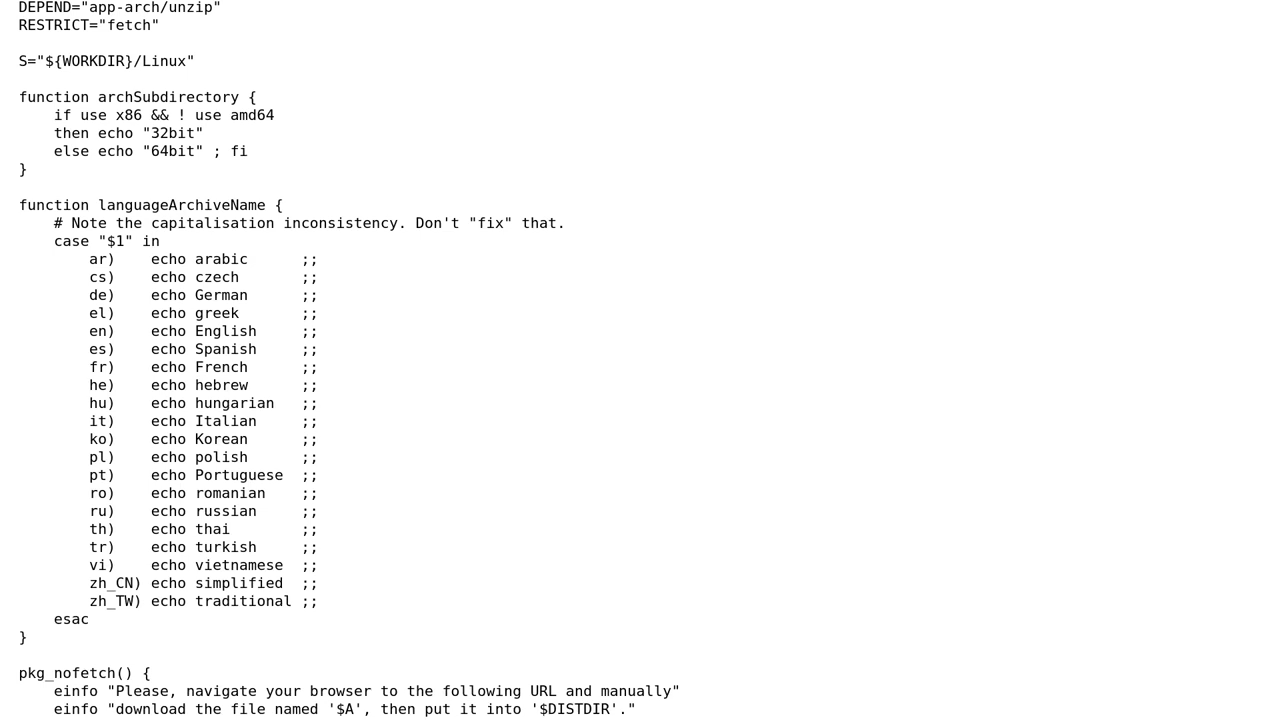 DEPEND="app-arch/unzip"
RESTRICT="fetch"

S="${WORKDIR}/Linux"

function archSubdirectory {
    if use x86 && ! use amd64
    then echo "32bit"
    else echo "64bit" ; fi
}

function languageArchiveName {
    # Note the capitalisation inconsistency. Don't "fix" that.
    case "$1" in
        ar)    echo arabic      ;;
        cs)    echo czech       ;;
        de)    echo German      ;;
        el)    echo greek       ;;
        en)    echo English     ;;
        es)    echo Spanish     ;;
        fr)    echo French      ;;
        he)    echo hebrew      ;;
        hu)    echo hungarian   ;;
        it)    echo Italian     ;;
        ko)    echo Korean      ;;
        pl)    echo polish      ;;
        pt)    echo Portuguese  ;;
        ro)    echo romanian    ;;
        ru)    echo russian     ;;
        th)    echo thai        ;;
        tr)    echo turkish     ;;
        vi)    echo vietnamese  ;;
        zh_CN) echo simplified  ;;
        zh_TW) echo traditional ;;
    esac
}

pkg_nofetch() {
    einfo "Please, navigate your browser to the following URL and manually"
    einfo "download the file named '$A', then put it into '$DISTDIR'."